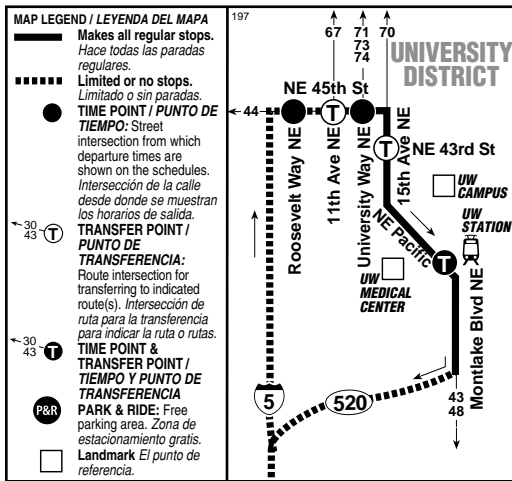 MAP LEGEND / LEYENDA DEL MAPA
Makes all regular stops.
Hace todas las paradas
regulares.
Limited or no stops.
Limitado o sin paradas.
TIME POINT / PUNTO DE
TIEMPO: Street
intersection from which
departure times are
shown on the schedules.
Intersección de la calle
desde donde se muestran
los horarios de salida.
30
43
T
TRANSFER POINT /
PUNTO DE
TRANSFERENCIA:
Route intersection for
transferring to indicated
route(s). Intersección de
ruta para la transferencia
para indicar la ruta o rutas.
30
43
T
TIME POINT &
TRANSFER POINT /
TIEMPO Y PUNTO DE
TRANSFERENCIA
P&R
PARK & RIDE: Free
parking area. Zona de
estacionamiento gratis.
Landmark El punto de
referencia.
197
67
71
73
74
70
UNIVERSITY
DISTRICT
NE 45th St
44
T
Roosevelt Way NE
11th Ave NE
University Way NE
15th Ave NE
T
NE 43rd St
UW
CAMPUS
UW
STATION
NE Pacific
T
UW
MEDICAL
CENTER
Montlake Blvd NE
5
520
43
48